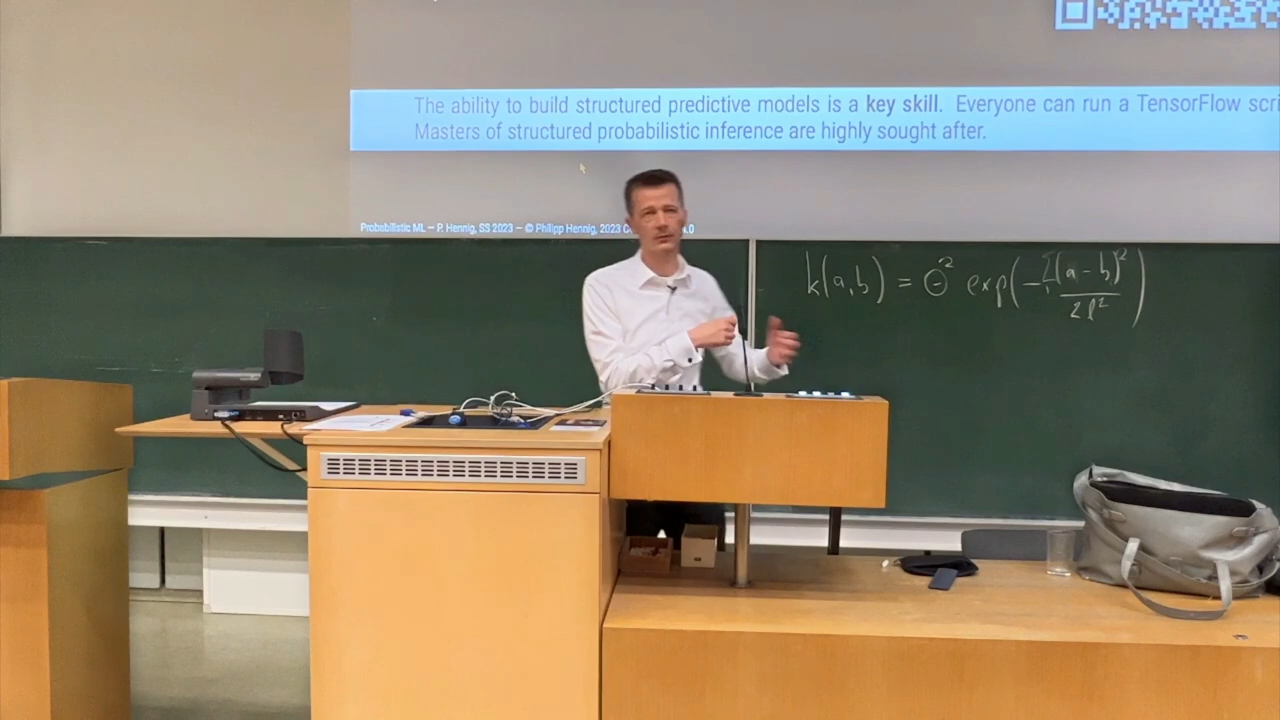 The ability to build structured predictive models is a key skill. Everyone can run a TensorFlow scri
Masters of structured probabilistic inference are highly sought after.
Probabilistic ML — P. Hennig, SS 2023 — © Philipp Hennig, 2023 C
k(a,b) = Θ² exp(-Σ(a-b)²/2ℓ²)